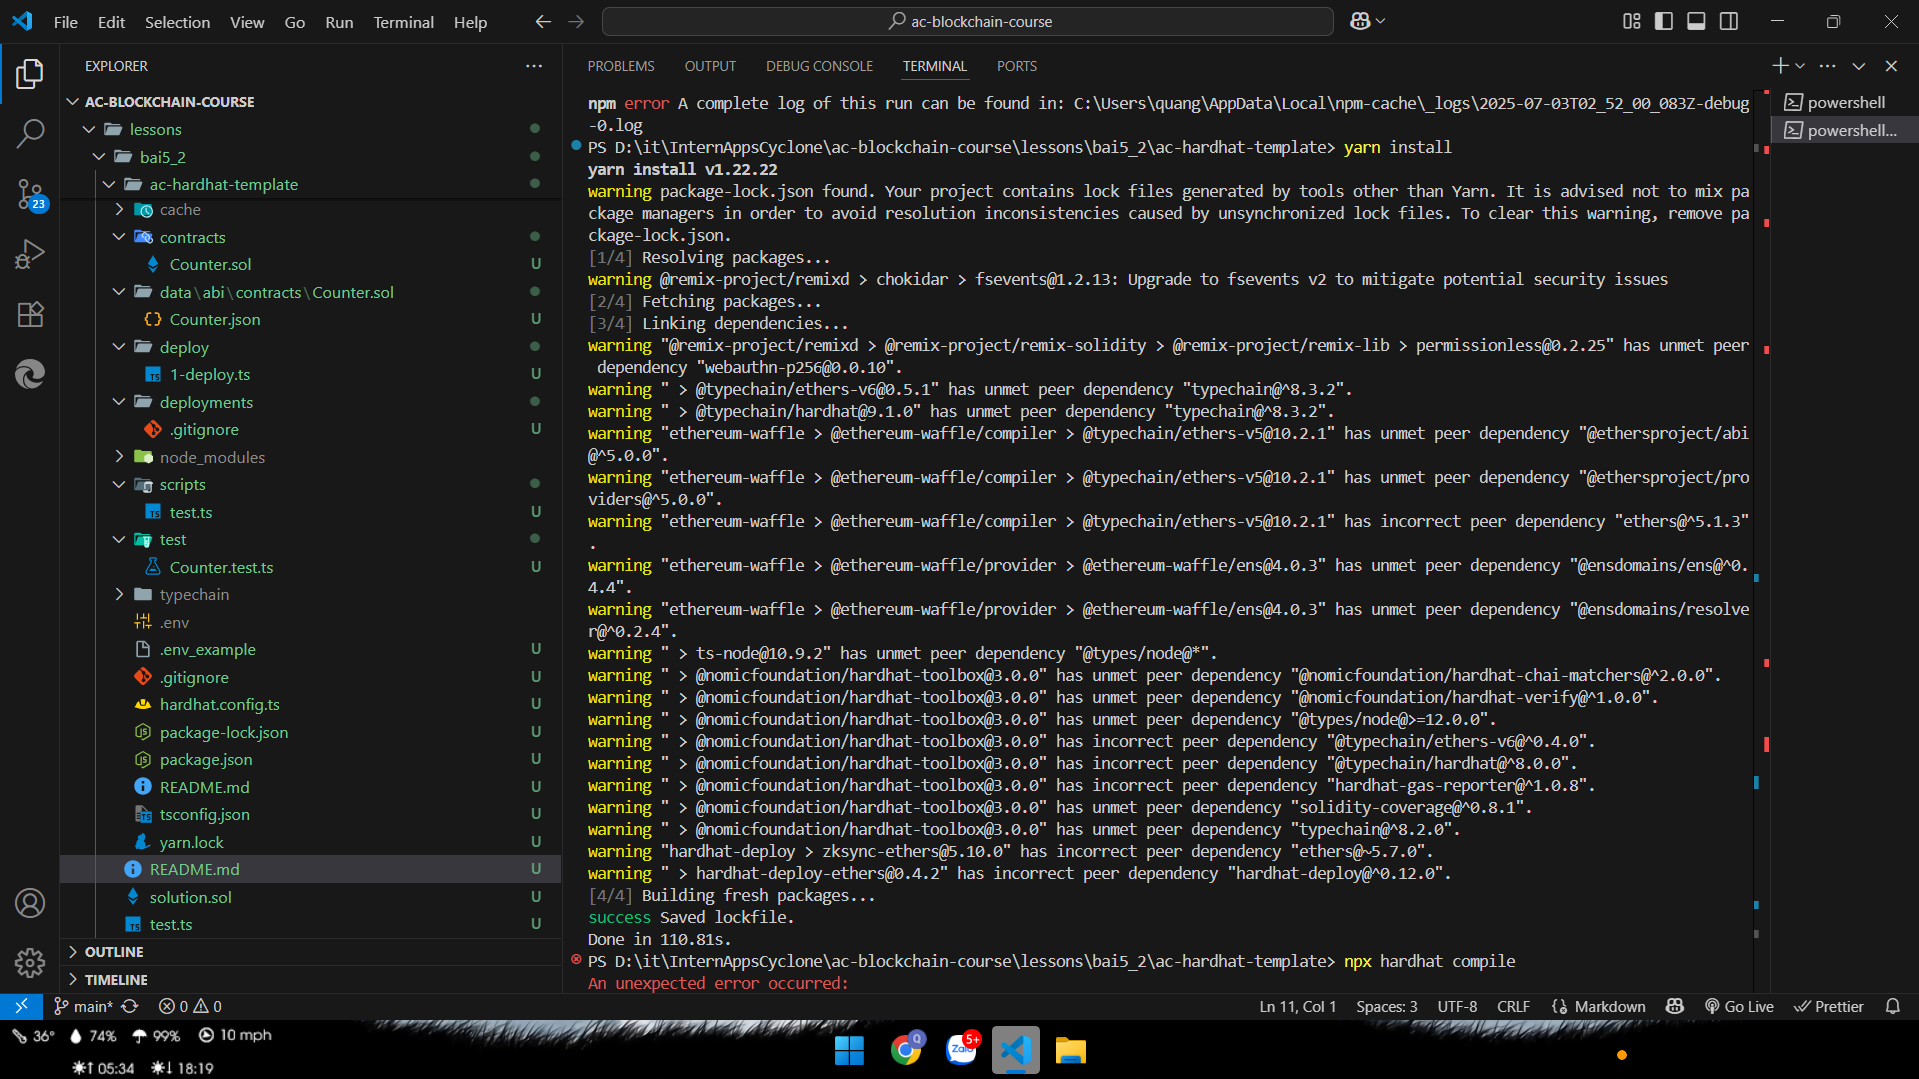 File Edit Selection View Go Run Terminal Help
ac-blockchain-course
EXPLORER
AC-BLOCKCHAIN-COURSE
lessons
bai5_2
ac-hardhat-template
cache
contracts
Counter.sol U
data\abi\contracts\Counter.sol
Counter.json U
deploy
1-deploy.ts U
deployments
.gitignore U
node_modules
scripts
test.ts U
test
Counter.test.ts U
typechain
.env
.env_example U
.gitignore U
hardhat.config.ts U
package-lock.json U
package.json U
README.md U
tsconfig.json U
yarn.lock U
README.md U
solution.sol U
test.ts U
OUTLINE
TIMELINE
23
PROBLEMS OUTPUT DEBUG CONSOLE TERMINAL PORTS
powershell
powershell...
npm error A complete log of this run can be found in: C:\Users\quang\AppData\Local\npm-cache\_logs\2025-07-03T02_52_00_083Z-debug
-0.log
PS D:\it\InternAppsCyclone\ac-blockchain-course\lessons\bai5_2\ac-hardhat-template> yarn install
yarn install v1.22.22
warning package-lock.json found. Your project contains lock files generated by tools other than Yarn. It is advised not to mix pa
ckage managers in order to avoid resolution inconsistencies caused by unsynchronized lock files. To clear this warning, remove pa
ckage-lock.json.
[1/4] Resolving packages...
warning @remix-project/remixd > chokidar > fsevents@1.2.13: Upgrade to fsevents v2 to mitigate potential security issues
[2/4] Fetching packages...
[3/4] Linking dependencies...
warning "@remix-project/remixd > @remix-project/remix-solidity > @remix-project/remix-lib > permissionless@0.2.25" has unmet peer
dependency "webauthn-p256@0.0.10".
warning " > @typechain/ethers-v6@0.5.1" has unmet peer dependency "typechain@^8.3.2".
warning " > @typechain/hardhat@9.1.0" has unmet peer dependency "typechain@^8.3.2".
warning "ethereum-waffle > @ethereum-waffle/compiler > @typechain/ethers-v5@10.2.1" has unmet peer dependency "@ethersproject/abi
@^5.0.0".
warning "ethereum-waffle > @ethereum-waffle/compiler > @typechain/ethers-v5@10.2.1" has unmet peer dependency "@ethersproject/pro
viders@^5.0.0".
warning "ethereum-waffle > @ethereum-waffle/compiler > @typechain/ethers-v5@10.2.1" has incorrect peer dependency "ethers@^5.1.3"
.
warning "ethereum-waffle > @ethereum-waffle/provider > @ethereum-waffle/ens@4.0.3" has unmet peer dependency "@ensdomains/ens@^0.
4.4".
warning "ethereum-waffle > @ethereum-waffle/provider > @ethereum-waffle/ens@4.0.3" has unmet peer dependency "@ensdomains/resolve
r@^0.2.4".
warning " > ts-node@10.9.2" has unmet peer dependency "@types/node@*".
warning " > @nomicfoundation/hardhat-toolbox@3.0.0" has unmet peer dependency "@nomicfoundation/hardhat-chai-matchers@^2.0.0".
warning " > @nomicfoundation/hardhat-toolbox@3.0.0" has unmet peer dependency "@nomicfoundation/hardhat-verify@^1.0.0".
warning " > @nomicfoundation/hardhat-toolbox@3.0.0" has unmet peer dependency "@types/node@>=12.0.0".
warning " > @nomicfoundation/hardhat-toolbox@3.0.0" has incorrect peer dependency "@typechain/ethers-v6@^0.4.0".
warning " > @nomicfoundation/hardhat-toolbox@3.0.0" has incorrect peer dependency "@typechain/hardhat@^8.0.0".
warning " > @nomicfoundation/hardhat-toolbox@3.0.0" has incorrect peer dependency "hardhat-gas-reporter@^1.0.8".
warning " > @nomicfoundation/hardhat-toolbox@3.0.0" has unmet peer dependency "solidity-coverage@^0.8.1".
warning " > @nomicfoundation/hardhat-toolbox@3.0.0" has unmet peer dependency "typechain@^8.2.0".
warning "hardhat-deploy > zksync-ethers@5.10.0" has incorrect peer dependency "ethers@~5.7.0".
warning " > hardhat-deploy-ethers@0.4.2" has incorrect peer dependency "hardhat-deploy@^0.12.0".
[4/4] Building fresh packages...
success Saved lockfile.
Done in 110.81s.
PS D:\it\InternAppsCyclone\ac-blockchain-course\lessons\bai5_2\ac-hardhat-template> npx hardhat compile
An unexpected error occurred:
main* 0 0
Ln 11, Col 1 Spaces: 3 UTF-8 CRLF Markdown Go Live Prettier
36° 74% 99% 10 mph
05:34 18:19
Q
Zalo 5+